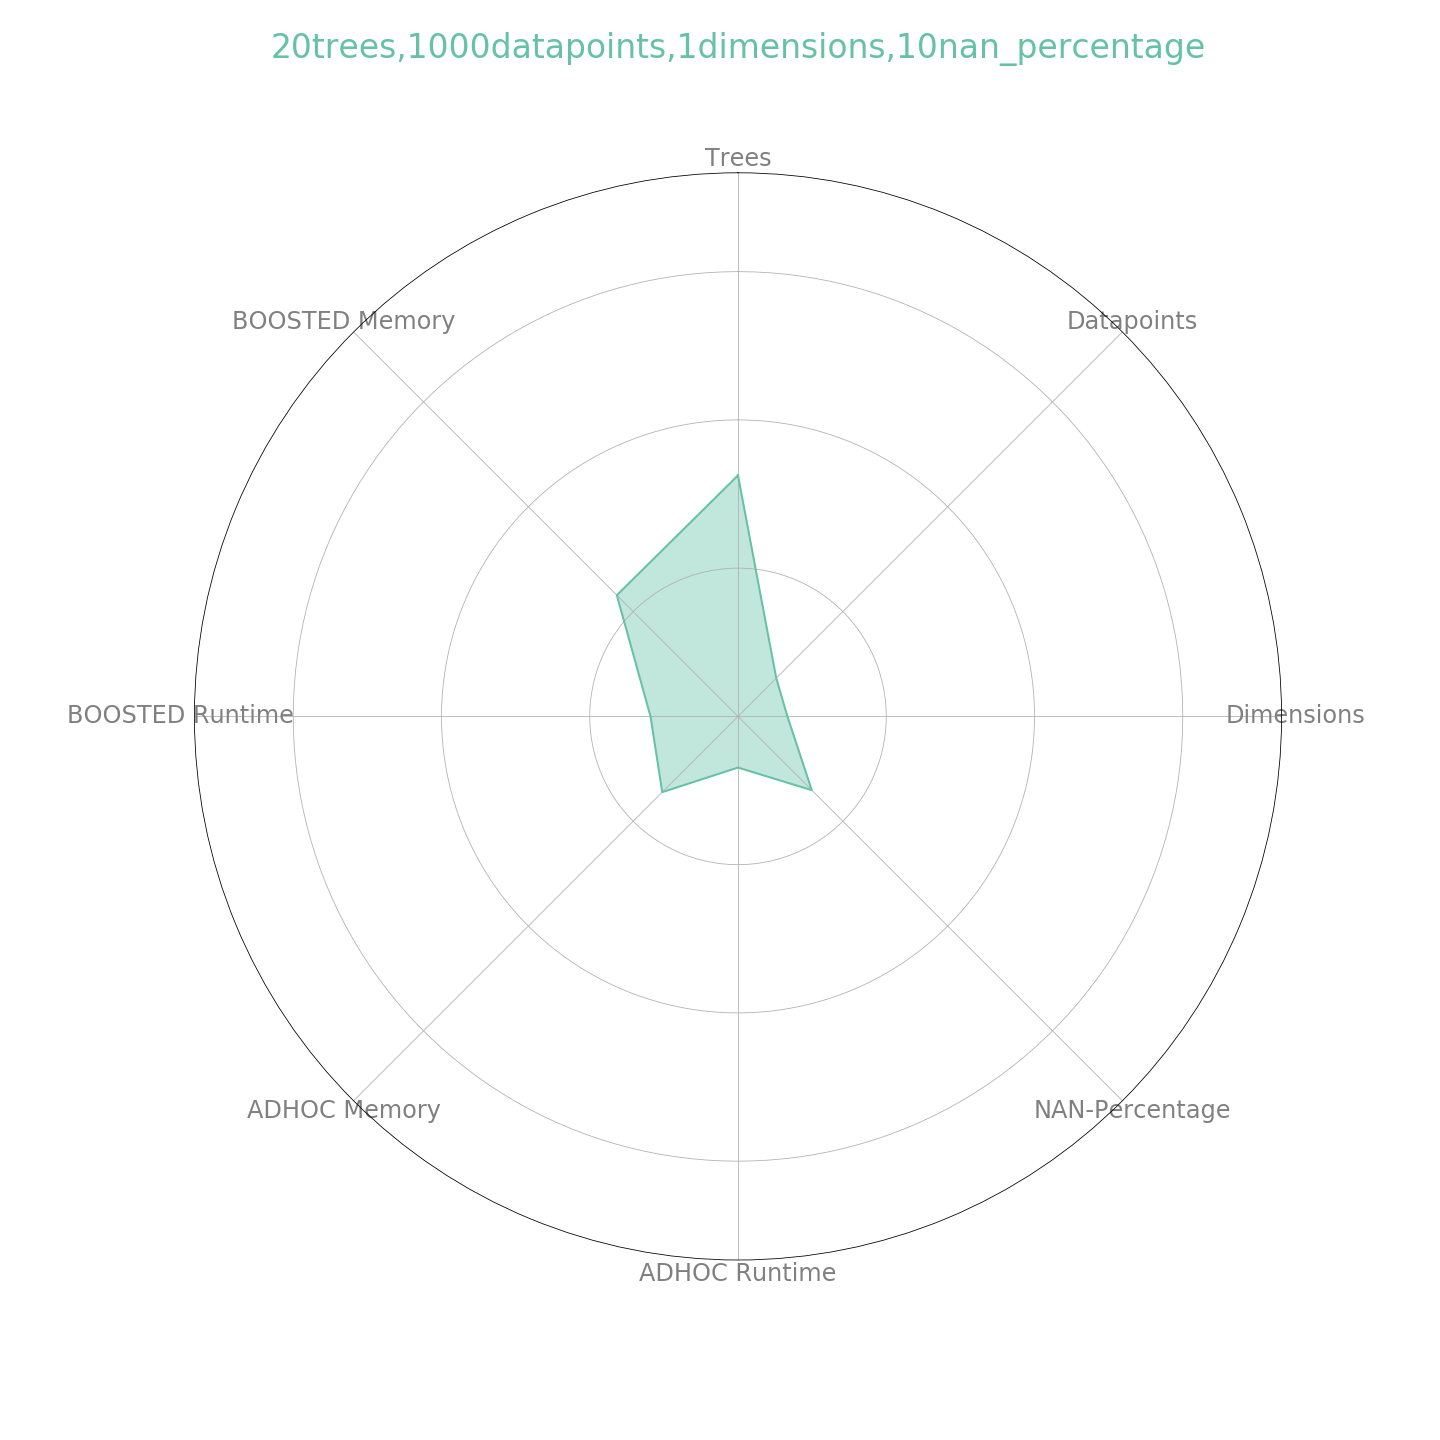 20trees,1000datapoints,1dimensions,10nan_percentage
Trees
BOOSTED Memory
Datapoints
BOOSTED Runtime
Dimensions
ADHOC Memory
NAN-Percentage
ADHOC Runtime